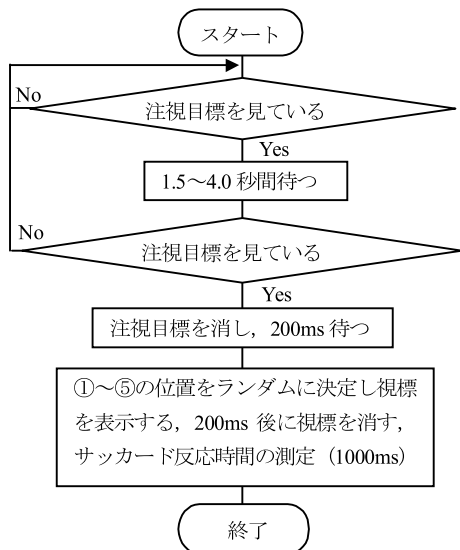 スタート
No
注視目標を見ている
Yes
1.5～4.0 秒間待つ
No
注視目標を見ている
Yes
注視目標を消し，200ms 待つ
①～⑤の位置をランダムに決定し視標
を表示する，200ms 後に視標を消す，
サッカード反応時間の測定（1000ms）
終了